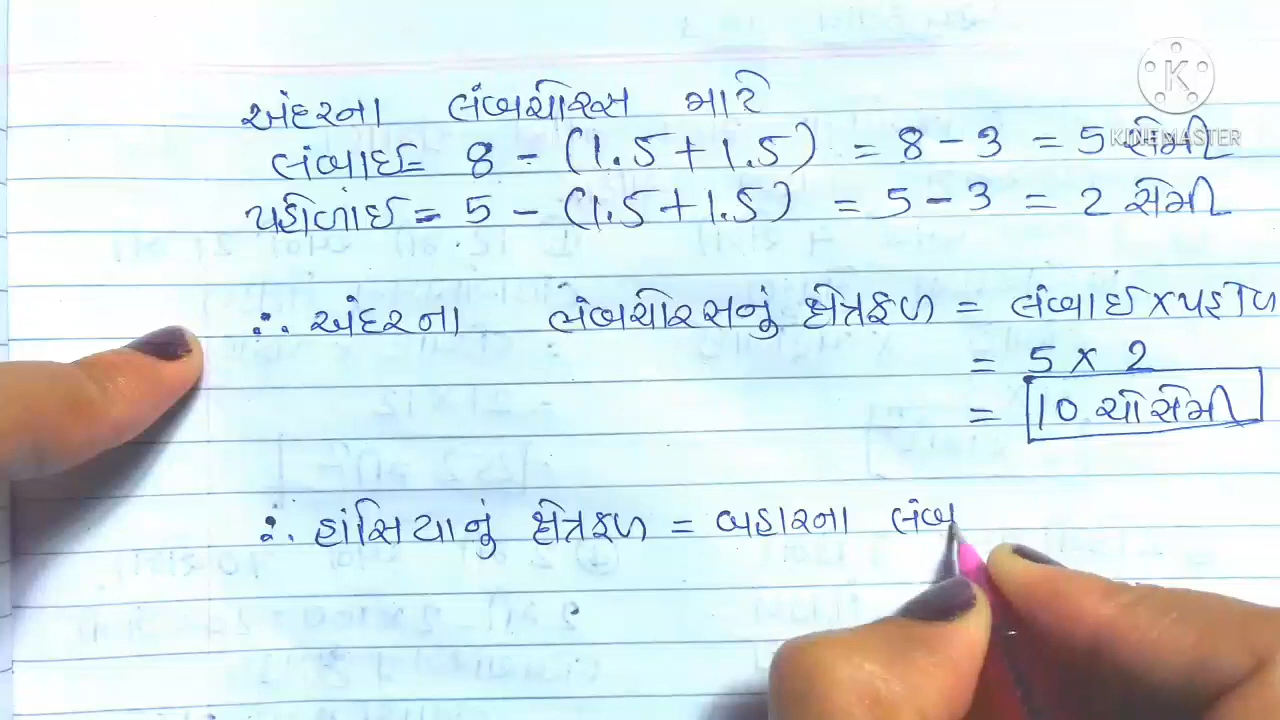 KINEMASTER
અંદરના લંબચોરસ માટે
લંબાઈ= 8 - (1.5+1.5) = 8-3 = 5 સેમી
પહોળાઈ = 5 - (1.5+1.5) = 5-3 = 2 સેમી
∴ અંદરના લંબચોરસનું ક્ષેત્રફળ = લંબાઈ × પહોળ
= 5 × 2
= 10 ચોસેમી
∴ હાંસિયાનું ક્ષેત્રફળ = બહારના લંબ